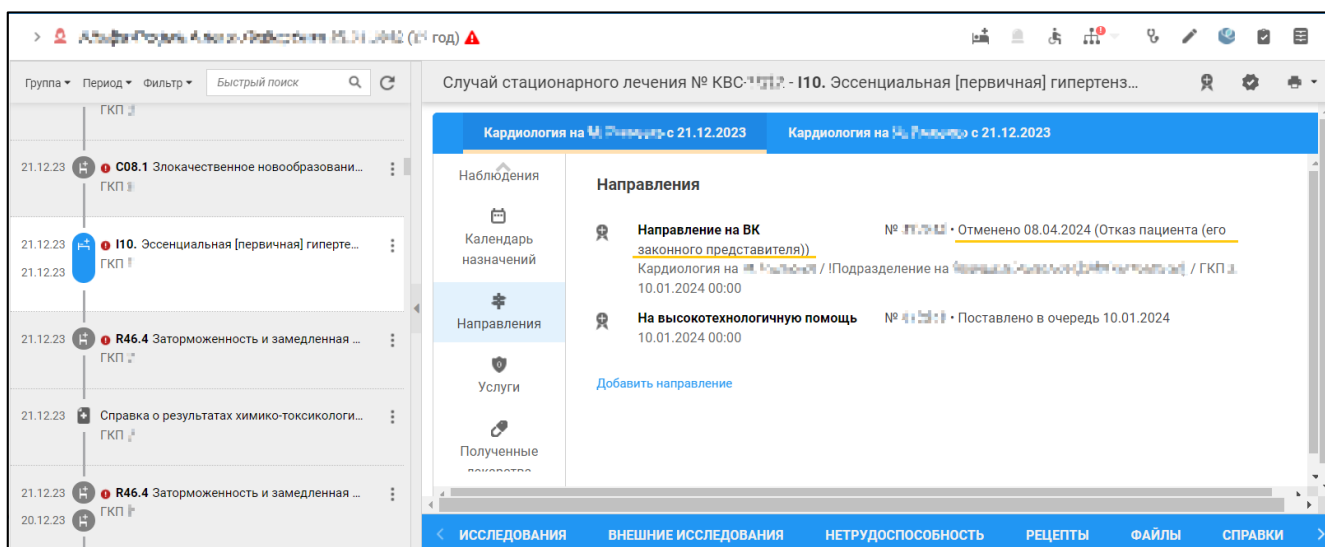 год)
Группа Период Фильтр Быстрый поиск
ГКП
21.12.23 C08.1 Злокачественное новообразовани...
ГКП
21.12.23 I10. Эссенциальная [первичная] гиперте...
21.12.23 ГКП
21.12.23 R46.4 Заторможенность и замедленная ...
ГКП
21.12.23 Справка о результатах химико-токсикологи...
ГКП
21.12.23 R46.4 Заторможенность и замедленная ...
20.12.23 ГКП
Случай стационарного лечения № КВС- - I10. Эссенциальная [первичная] гипертенз...
Кардиология на с 21.12.2023 Кардиология на с 21.12.2023
Наблюдения
Календарь
назначений
Направления
Услуги
Полученные
Направления
Направление на ВК № • Отменено 08.04.2024 (Отказ пациента (его
законного представителя))
Кардиология на / !Подразделение на / ГКП
10.01.2024 00:00
На высокотехнологичную помощь № • Поставлено в очередь 10.01.2024
10.01.2024 00:00
Добавить направление
ИССЛЕДОВАНИЯ ВНЕШНИЕ ИССЛЕДОВАНИЯ НЕТРУДОСПОСОБНОСТЬ РЕЦЕПТЫ ФАЙЛЫ СПРАВКИ